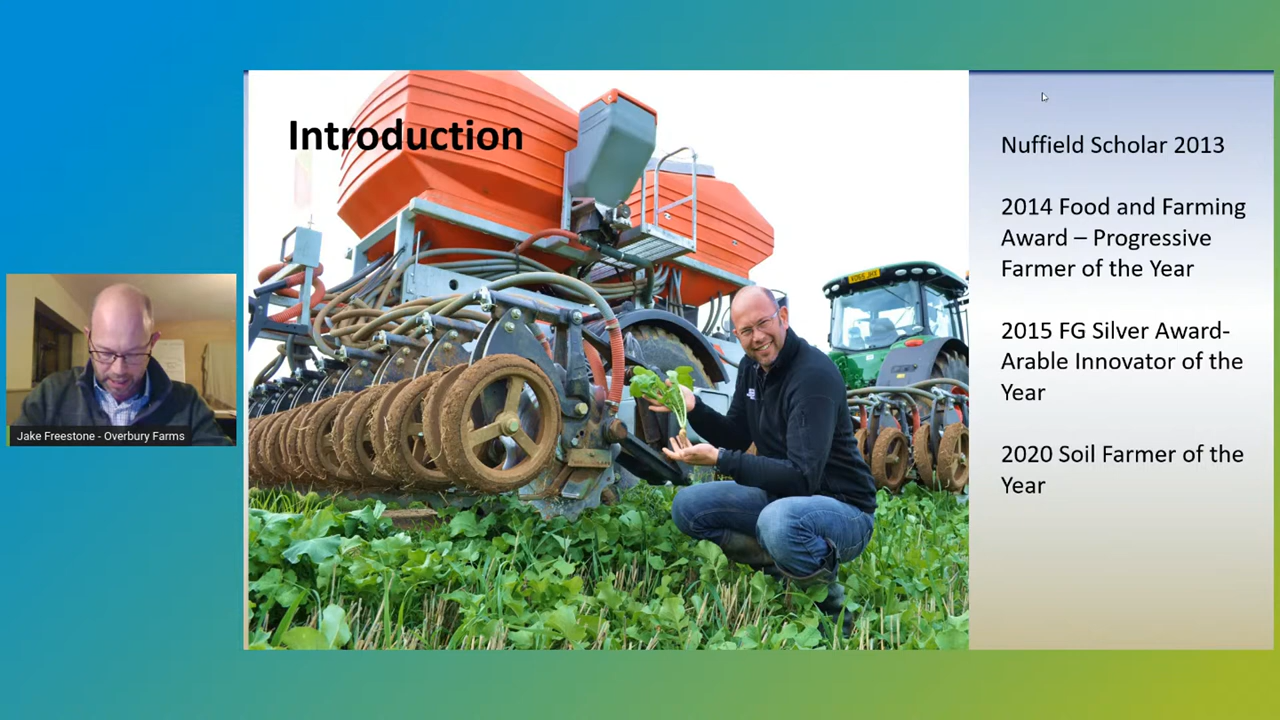 Introduction
Nuffield Scholar 2013
2014 Food and Farming
Award – Progressive
Farmer of the Year
2015 FG Silver Award-
Arable Innovator of the
Year
2020 Soil Farmer of the
Year
Jake Freestone - Overbury Farms